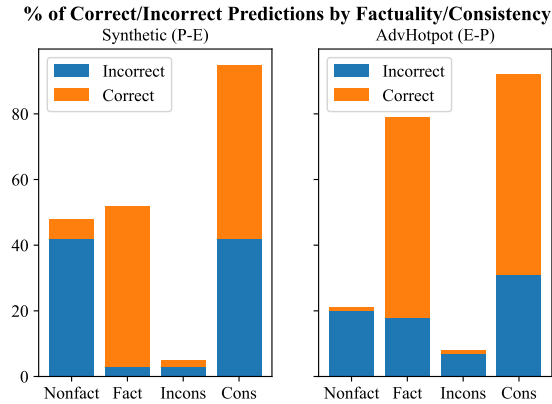 % of Correct/Incorrect Predictions by Factuality/Consistency
Synthetic (P-E)
AdvHotpot (E-P)
Incorrect
Correct
Incorrect
Correct
80
60
40
20
0
Nonfact Fact Incons Cons
Nonfact Fact Incons Cons